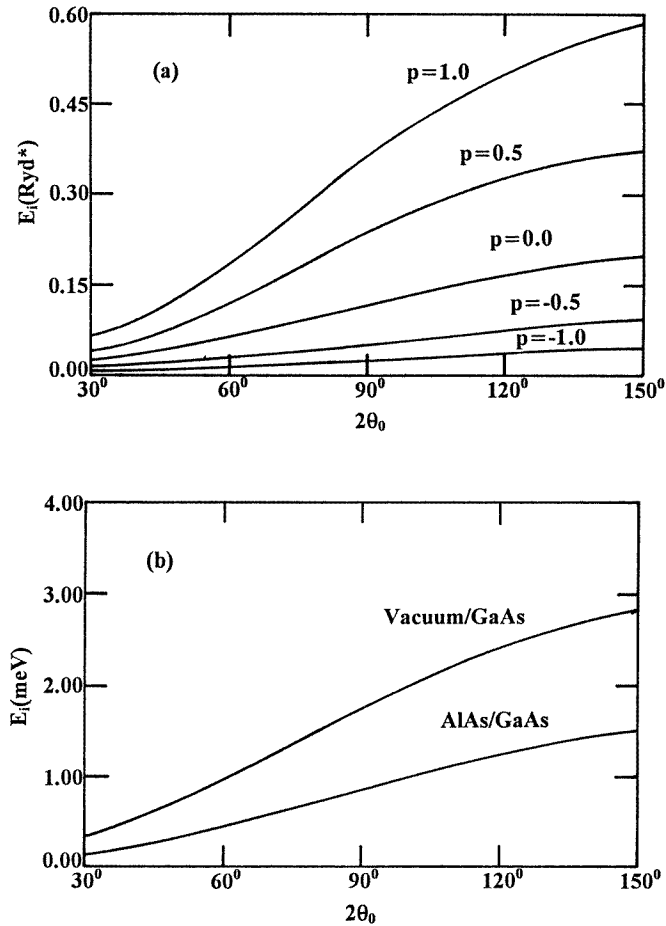 0.60
(a)
p=1.0
0.45
Eᵢ(Ryd*)
p=0.5
0.30
p=0.0
0.15
p=-0.5
p=-1.0
0.00
30⁰ 60⁰ 90⁰ 120⁰ 150⁰
2θ₀
4.00
(b)
3.00
Vacuum/GaAs
Eᵢ(meV)
2.00
AlAs/GaAs
1.00
0.00
30⁰ 60⁰ 90⁰ 120⁰ 150⁰
2θ₀